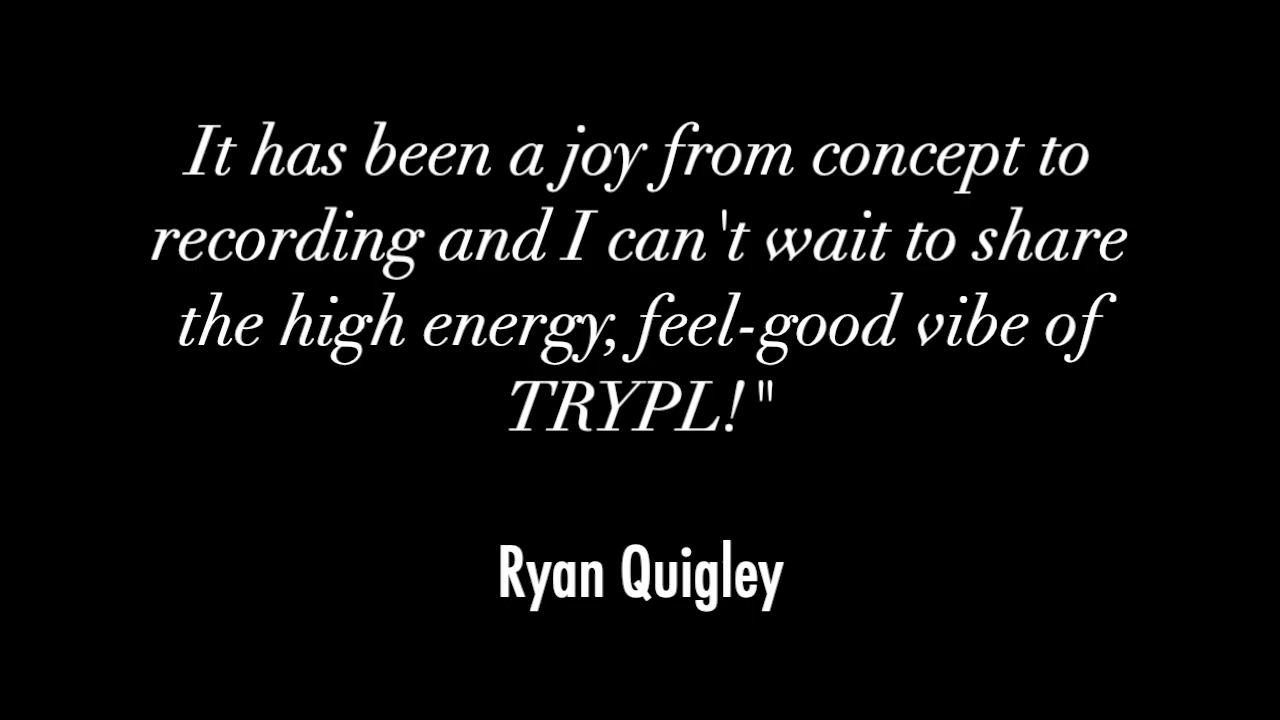 It has been a joy from concept to
recording and I can't wait to share
the high energy, feel-good vibe of
TRYPL!"
Ryan Quigley